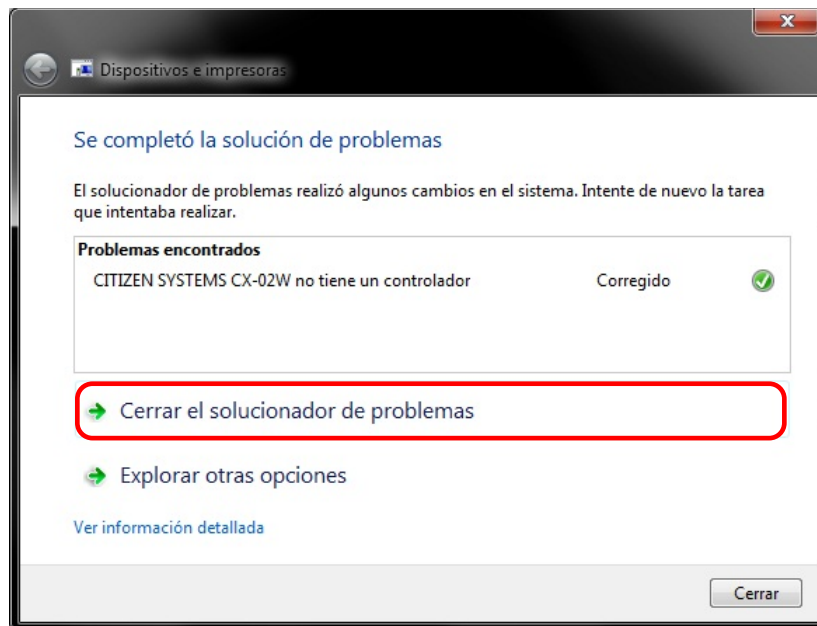 Dispositivos e impresoras
Se completó la solución de problemas
El solucionador de problemas realizó algunos cambios en el sistema. Intente de nuevo la tarea
que intentaba realizar.
Problemas encontrados
CITIZEN SYSTEMS CX-02W no tiene un controlador Corregido
Cerrar el solucionador de problemas
Explorar otras opciones
Ver información detallada
Cerrar